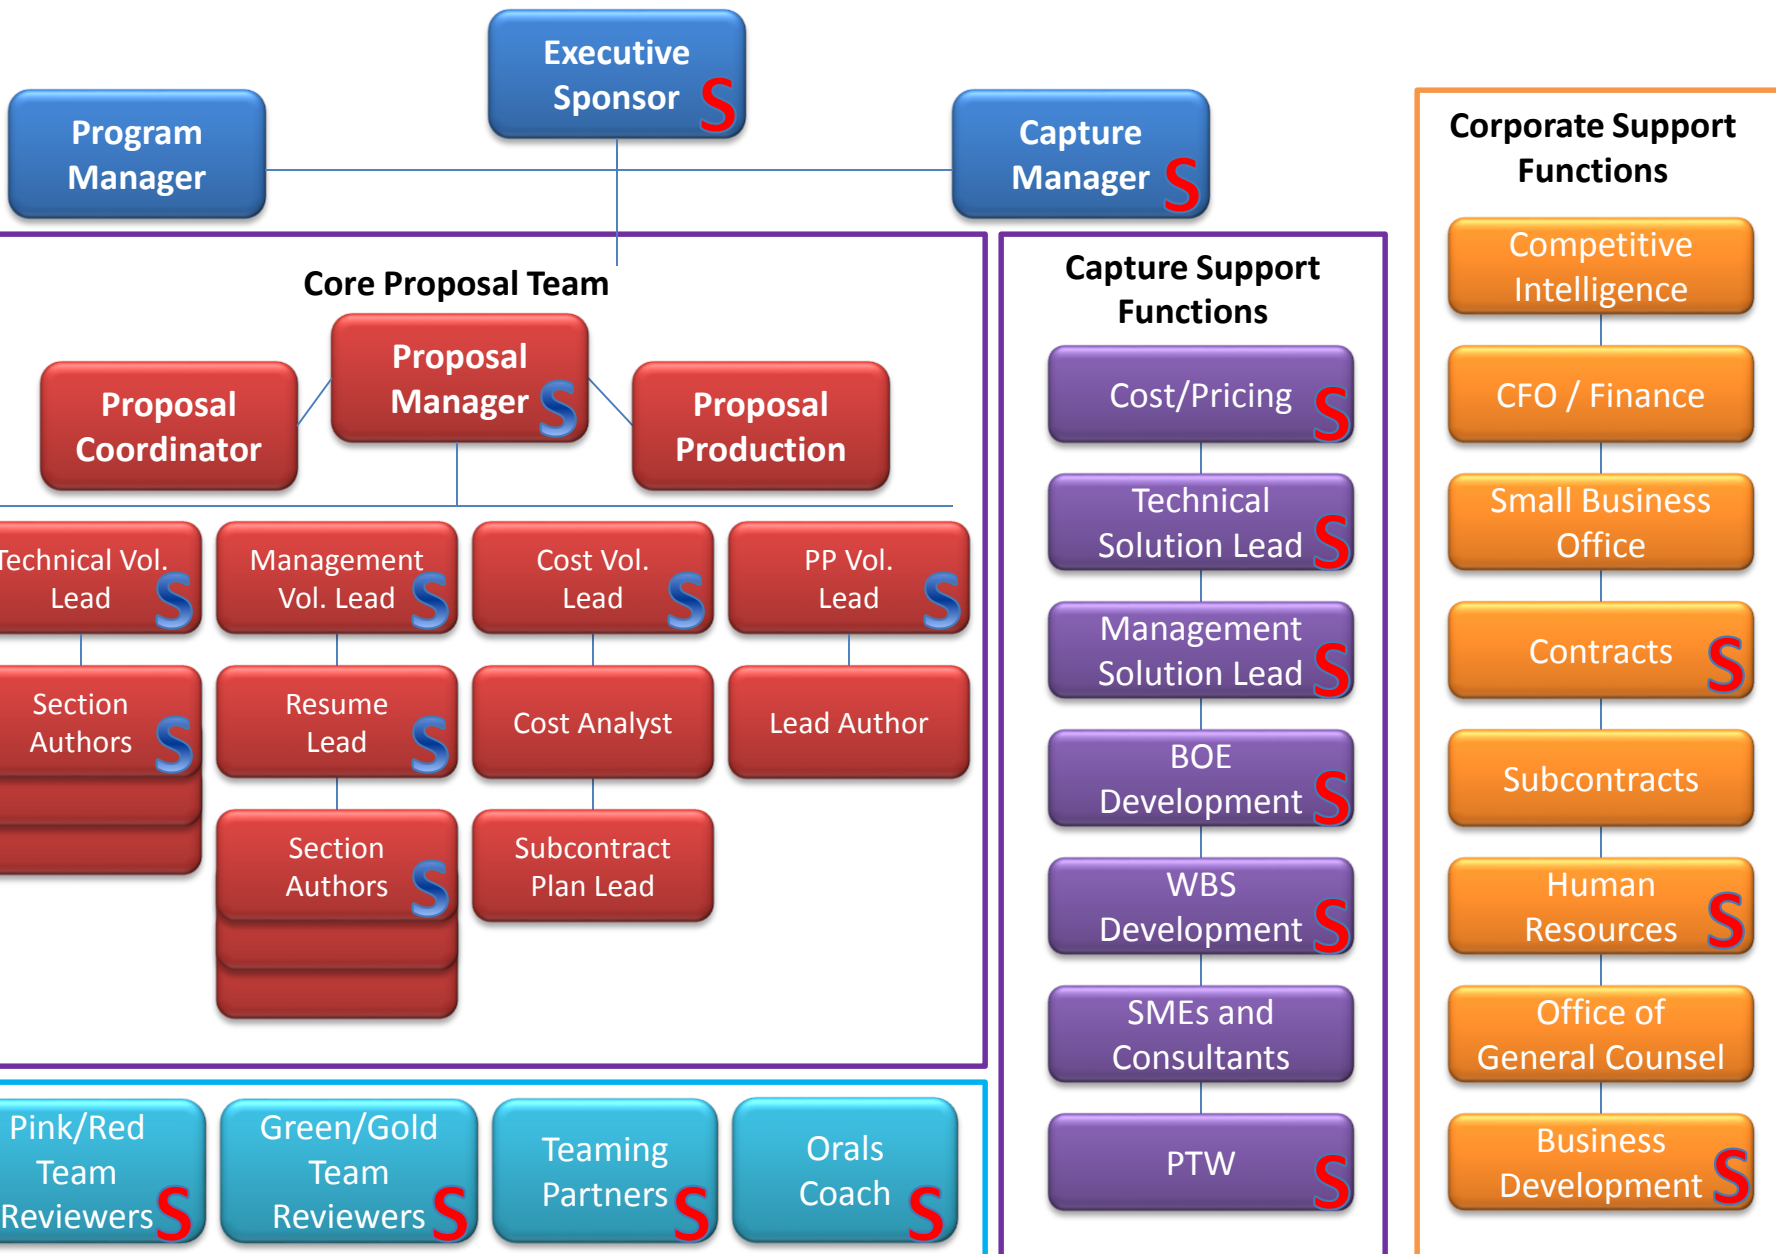 Executive
Sponsor S
Program
Manager
Capture
Manager S
Core Proposal Team
Proposal
Manager S
Proposal
Coordinator
Proposal
Production
Technical Vol.
Lead S
Management
Vol. Lead S
Cost Vol.
Lead S
PP Vol.
Lead S
Section
Authors S
Resume
Lead S
Cost Analyst
Lead Author
Section
Authors S
Subcontract
Plan Lead
Pink/Red
Team
Reviewers S
Green/Gold
Team
Reviewers S
Teaming
Partners S
Orals
Coach S
Capture Support
Functions
Cost/Pricing S
Technical
Solution Lead S
Management
Solution Lead S
BOE
Development S
WBS
Development S
SMEs and
Consultants
PTW S
Corporate Support
Functions
Competitive
Intelligence
CFO / Finance
Small Business
Office
Contracts S
Subcontracts
Human
Resources S
Office of
General Counsel
Business
Development S